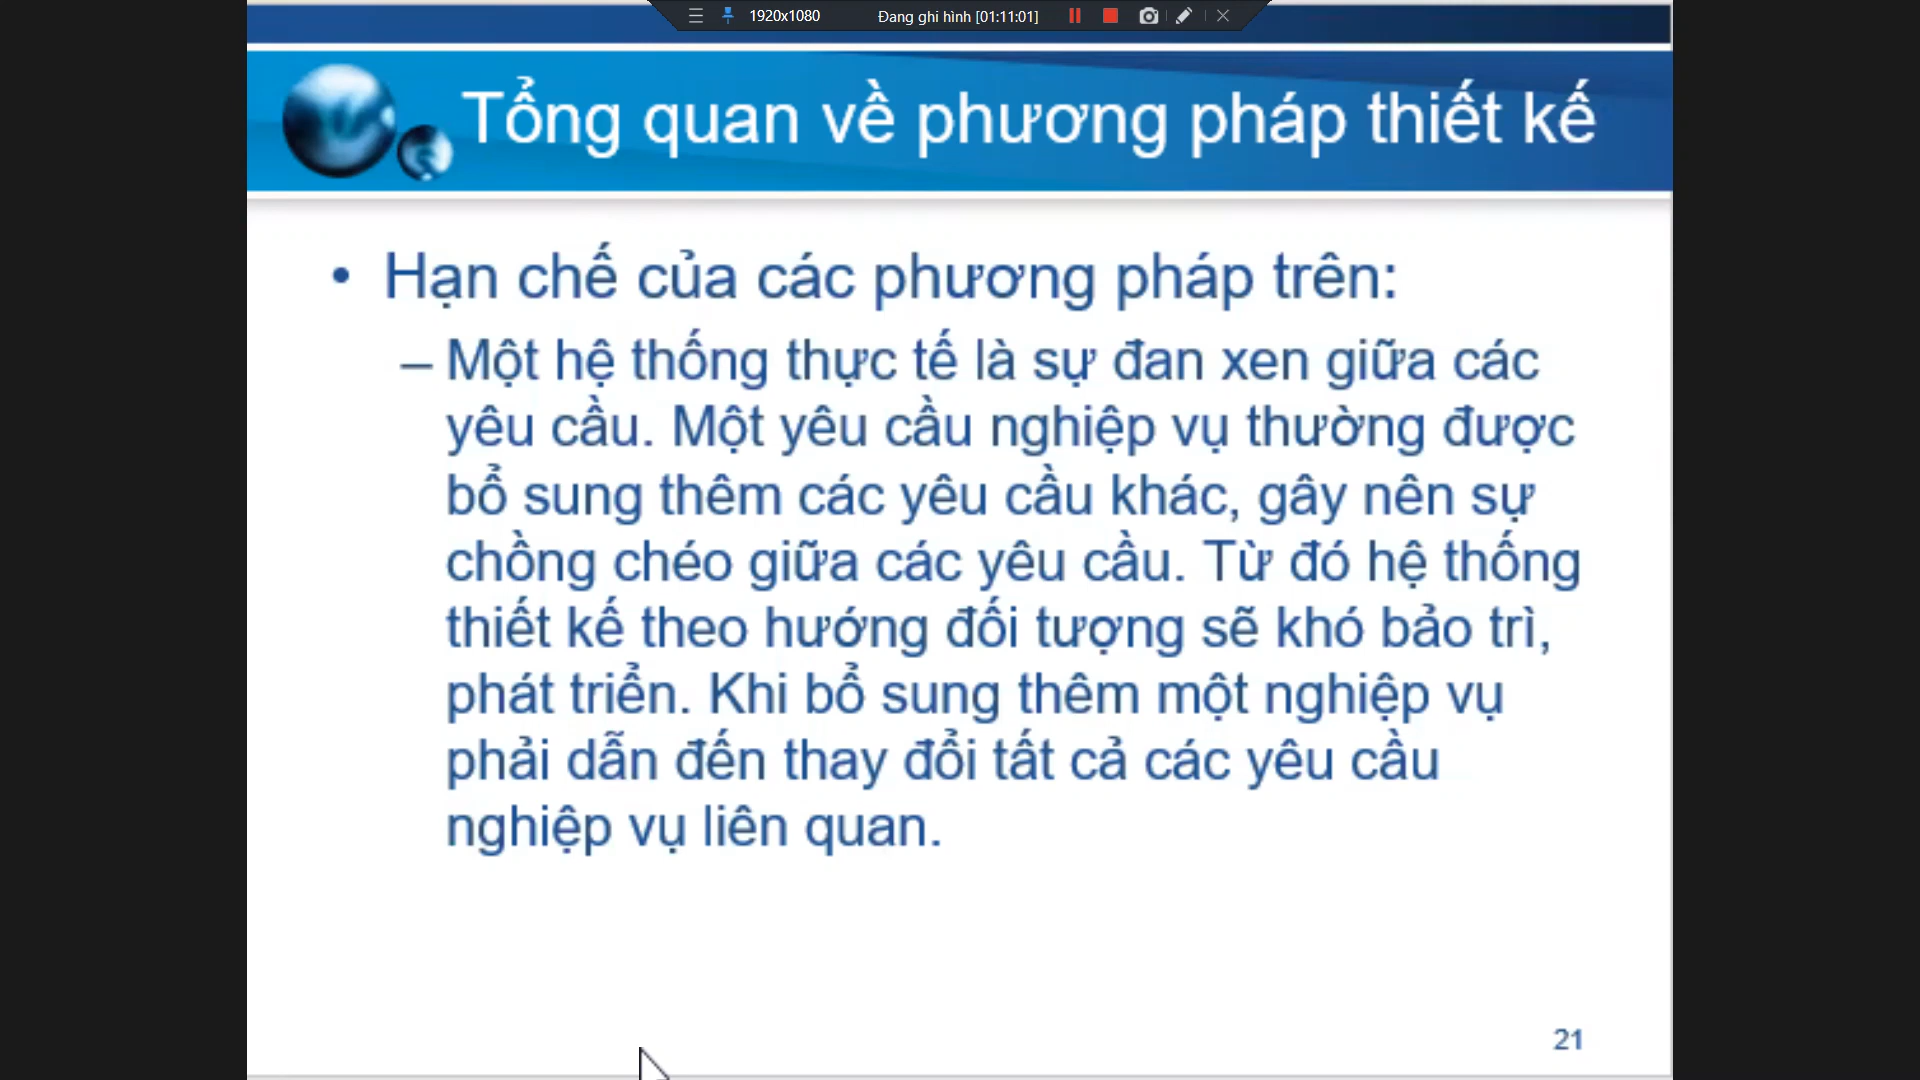 1920x1080 Đang ghi hình [01:11:01]
Tổng quan về phương pháp thiết kế
• Hạn chế của các phương pháp trên:
– Một hệ thống thực tế là sự đan xen giữa các
yêu cầu. Một yêu cầu nghiệp vụ thường được
bổ sung thêm các yêu cầu khác, gây nên sự
chồng chéo giữa các yêu cầu. Từ đó hệ thống
thiết kế theo hướng đối tượng sẽ khó bảo trì,
phát triển. Khi bổ sung thêm một nghiệp vụ
phải dẫn đến thay đổi tất cả các yêu cầu
nghiệp vụ liên quan.
21